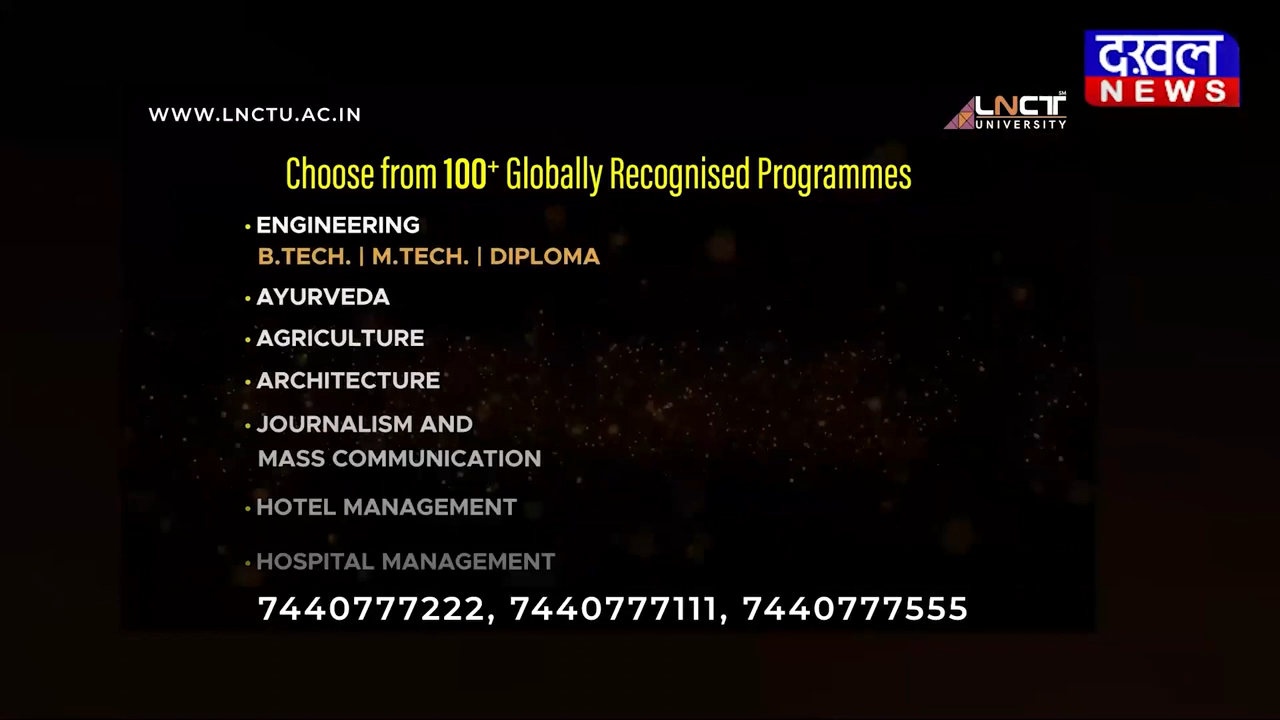 दख़ल
NEWS
WWW.LNCTU.AC.IN
LNCT SM
UNIVERSITY
Choose from 100+ Globally Recognised Programmes
• ENGINEERING
B.TECH. | M.TECH. | DIPLOMA
• AYURVEDA
• AGRICULTURE
• ARCHITECTURE
• JOURNALISM AND
MASS COMMUNICATION
• HOTEL MANAGEMENT
• HOSPITAL MANAGEMENT
7440777222, 7440777111, 7440777555